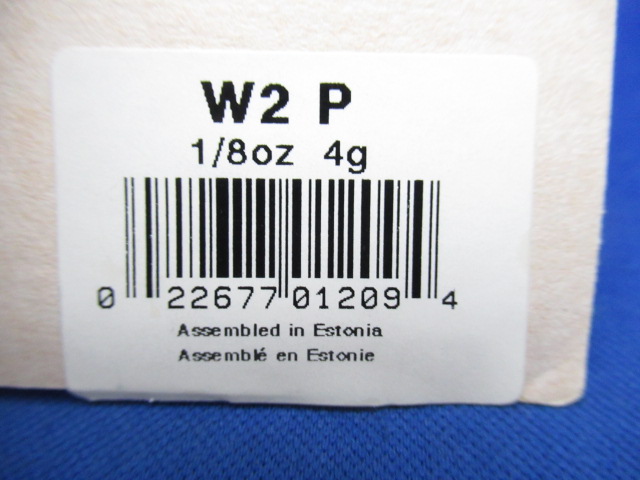 W2 P
1/8oz 4g
0 22677 01209 4
Assembled in Estonia
Assemblé en Estonie